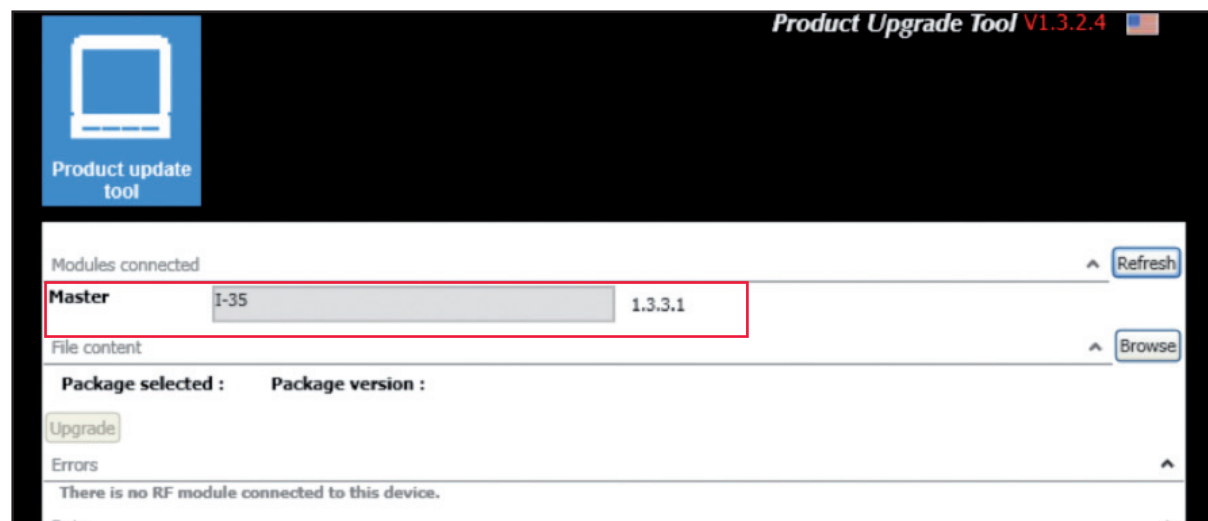 Product Upgrade Tool V1.3.2.4
Product update
tool
Modules connected
Refresh
Master
I-35
1.3.3.1
File content
Browse
Package selected :
Package version :
Upgrade
Errors
There is no RF module connected to this device.